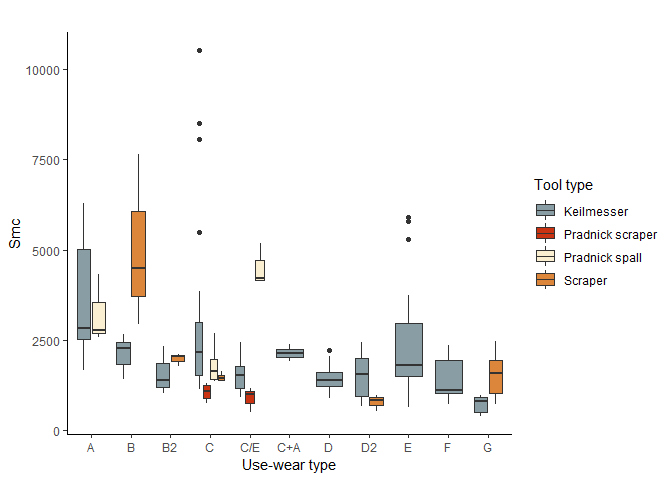 10000
7500
5000
2500
0
Smc
A B B2 C C/E C+A D D2 E F G
Use-wear type
Tool type
Keilmesser
Pradnick scraper
Pradnick spall
Scraper